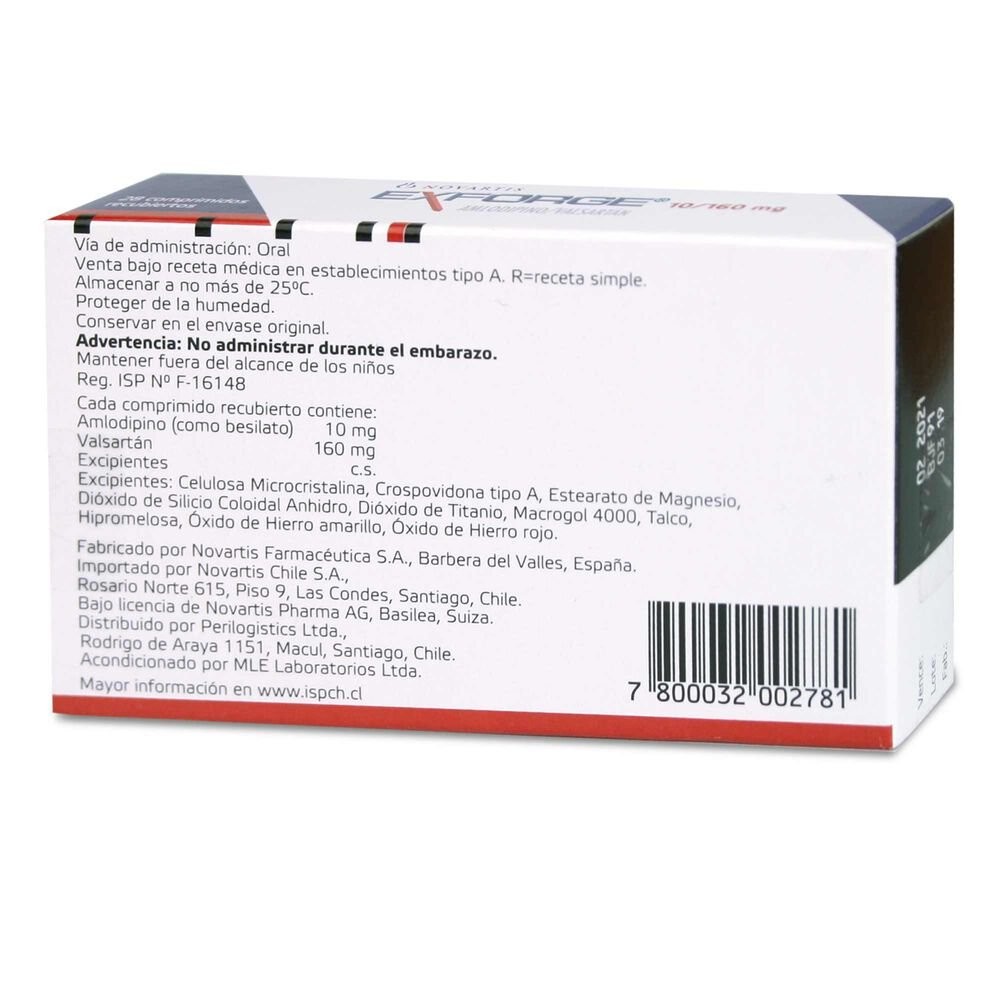 28 comprimidos
recubiertos
NOVARTIS
EXFORGE® 10/160 mg
AMLODIPINO/VALSARTÁN
Vía de administración: Oral
Venta bajo receta médica en establecimientos tipo A. R=receta simple.
Almacenar a no más de 25ºC.
Proteger de la humedad.
Conservar en el envase original.
Advertencia: No administrar durante el embarazo.
Mantener fuera del alcance de los niños
Reg. ISP Nº F-16148
Cada comprimido recubierto contiene:
Amlodipino (como besilato) 10 mg
Valsartán 160 mg
Excipientes c.s.
Excipientes: Celulosa Microcristalina, Crospovidona tipo A, Estearato de Magnesio,
Dióxido de Silicio Coloidal Anhidro, Dióxido de Titanio, Macrogol 4000, Talco,
Hipromelosa, Óxido de Hierro amarillo, Óxido de Hierro rojo.
Fabricado por Novartis Farmacéutica S.A., Barbera del Valles, España.
Importado por Novartis Chile S.A.,
Rosario Norte 615, Piso 9, Las Condes, Santiago, Chile.
Bajo licencia de Novartis Pharma AG, Basilea, Suiza.
Distribuido por Perilogistics Ltda.,
Rodrigo de Araya 1151, Macul, Santiago, Chile.
Acondicionado por MLE Laboratorios Ltda.
Mayor información en www.ispch.cl
7 800032 002781
Vence: 02 2021
Lote: BJF91
Fab.: 03 19